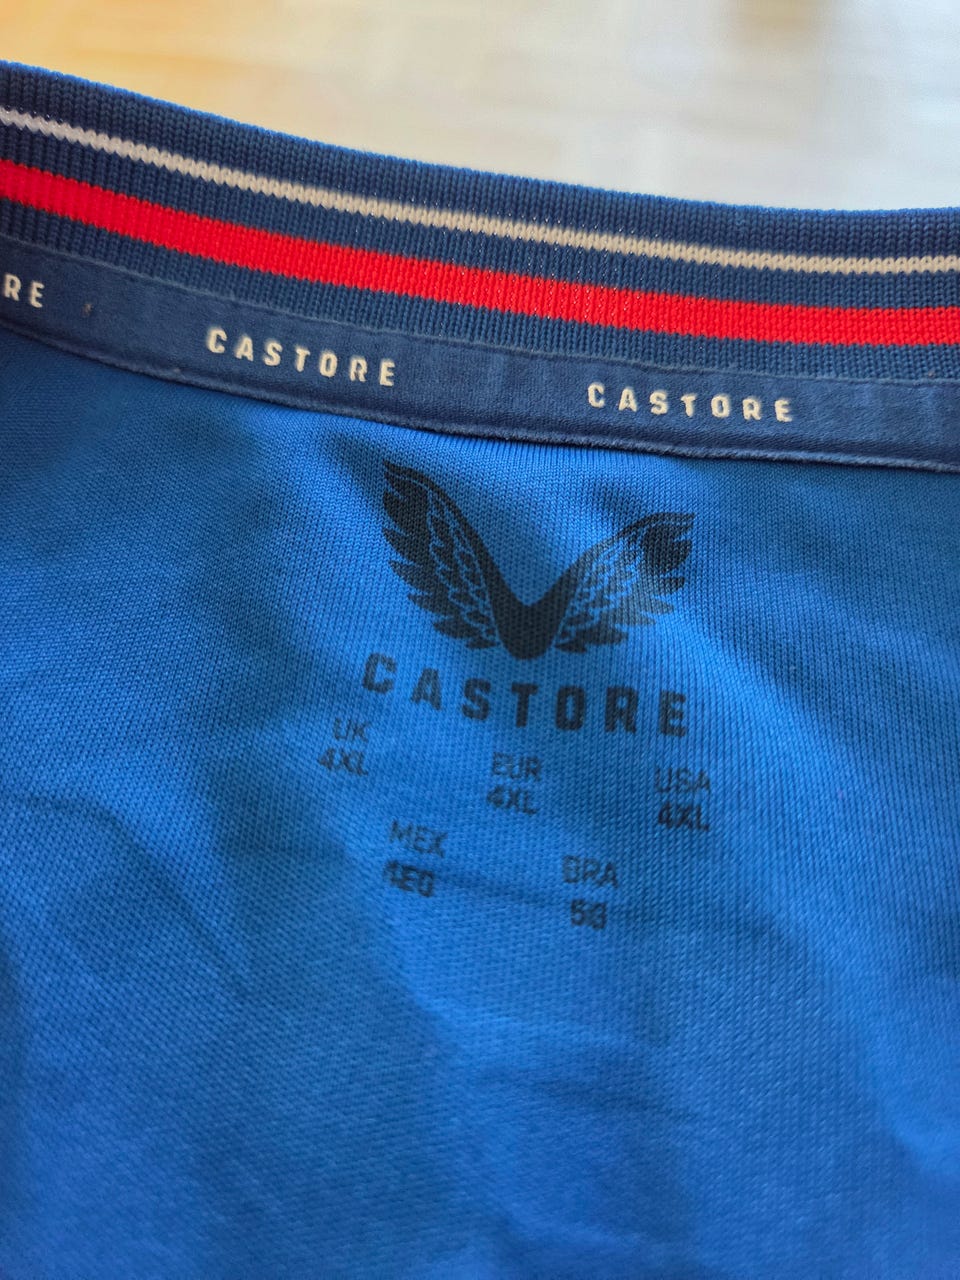 RE
CASTORE
CASTORE
CASTORE
UK EUR USA
4XL 4XL 4XL
MEX BRA